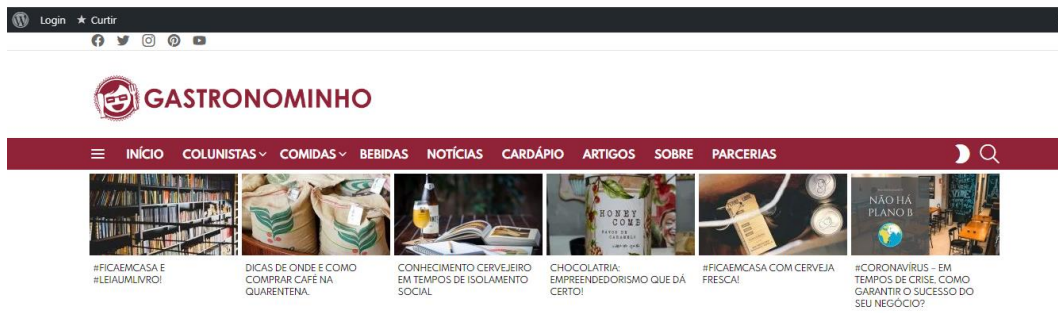 Login ★ Curtir
GASTRONOMINHO
INÍCIO COLUNISTAS COMIDAS BEBIDAS NOTÍCIAS CARDÁPIO ARTIGOS SOBRE PARCERIAS
HONEY
COMB
NÃO HÁ
PLANO B
#FICAEMCASA E
#LEIAUMLIVRO!
DICAS DE ONDE E COMO
COMPRAR CAFÉ NA
QUARENTENA.
CONHECIMENTO CERVEJEIRO
EM TEMPOS DE ISOLAMENTO
SOCIAL
CHOCOLATRIA:
EMPREENDEDORISMO QUE DÁ
CERTO!
#FICAEMCASA COM CERVEJA
FRESCA!
#CORONAVÍRUS – EM
TEMPOS DE CRISE, COMO
GARANTIR O SUCESSO DO
SEU NEGÓCIO?